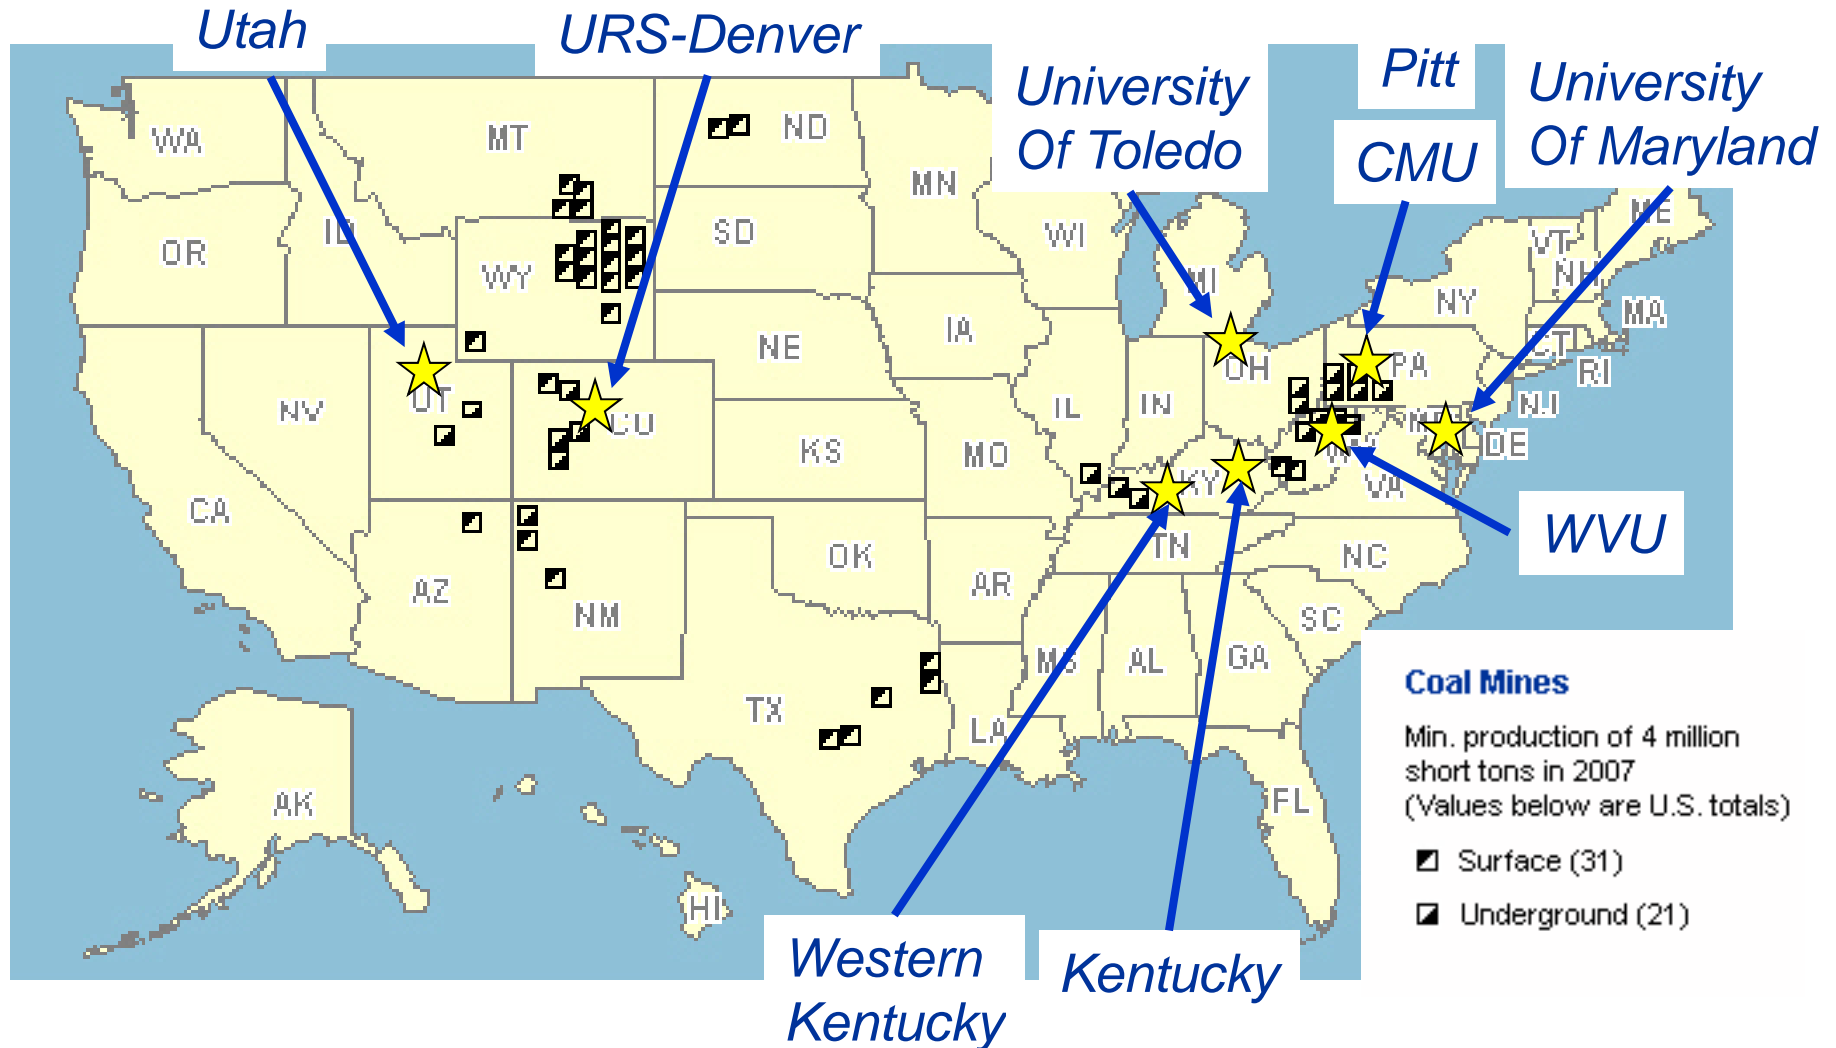 Utah
URS-Denver
University
Of Toledo
Pitt
CMU
University
Of Maryland
WA
MT
ND
MN
ME
OR
ID
WY
SD
WI
MI
VT
NH
NY
MA
CT
RI
NV
UT
CO
NE
IA
IL
IN
OH
PA
NJ
DE
CA
KS
MO
KY
VA
WVU
AZ
NM
OK
AR
TN
NC
SC
MS
AL
GA
TX
LA
FL
AK
HI
Coal Mines
Min. production of 4 million
short tons in 2007
(Values below are U.S. totals)
Surface (31)
Underground (21)
Western
Kentucky
Kentucky